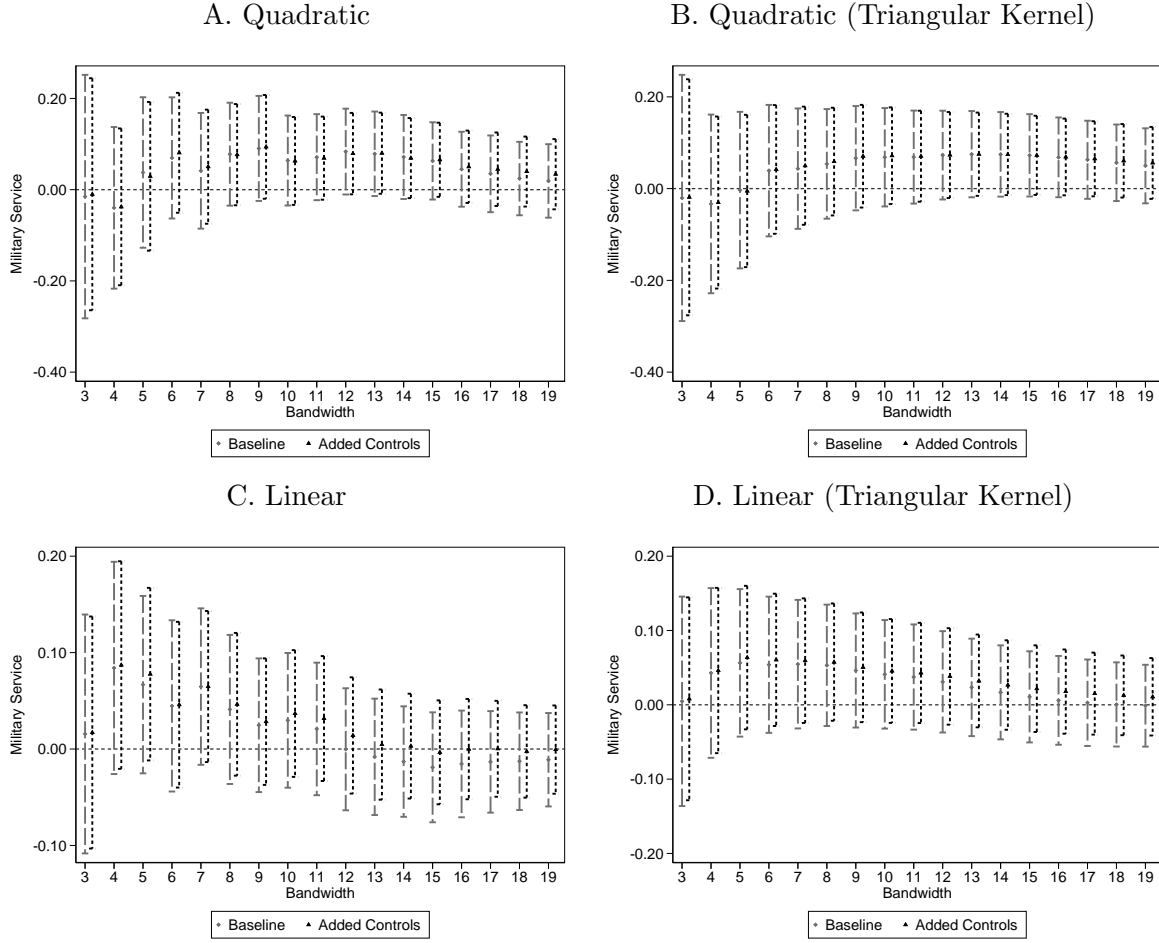 A. Quadratic
Military Service
0.20
0.00
-0.20
-0.40
3 4 5 6 7 8 9 10 11 12 13 14 15 16 17 18 19
Bandwidth
Baseline Added Controls
B. Quadratic (Triangular Kernel)
Military Service
0.20
0.00
-0.20
-0.40
3 4 5 6 7 8 9 10 11 12 13 14 15 16 17 18 19
Bandwidth
Baseline Added Controls
C. Linear
Military Service
0.20
0.10
0.00
-0.10
3 4 5 6 7 8 9 10 11 12 13 14 15 16 17 18 19
Bandwidth
Baseline Added Controls
D. Linear (Triangular Kernel)
Military Service
0.20
0.10
0.00
-0.10
-0.20
3 4 5 6 7 8 9 10 11 12 13 14 15 16 17 18 19
Bandwidth
Baseline Added Controls